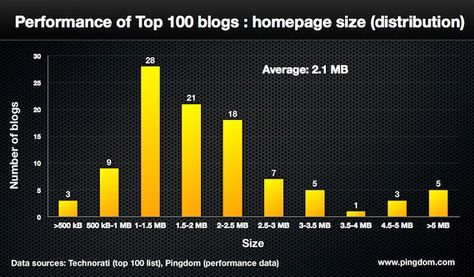 Performance of Top 100 blogs : homepage size (distribution)
Average: 2.1 MB
Number of blogs
30
25
20
15
10
5
0
3
9
28
21
18
7
5
1
3
5
>500 kB 500 kB-1 MB 1-1.5 MB 1.5-2 MB 2-2.5 MB 2.5-3 MB 3-3.5 MB 3.5-4 MB 4.5-5 MB >5 MB
Size
Data sources: Technorati (top 100 list), Pingdom (performance data)
www.pingdom.com